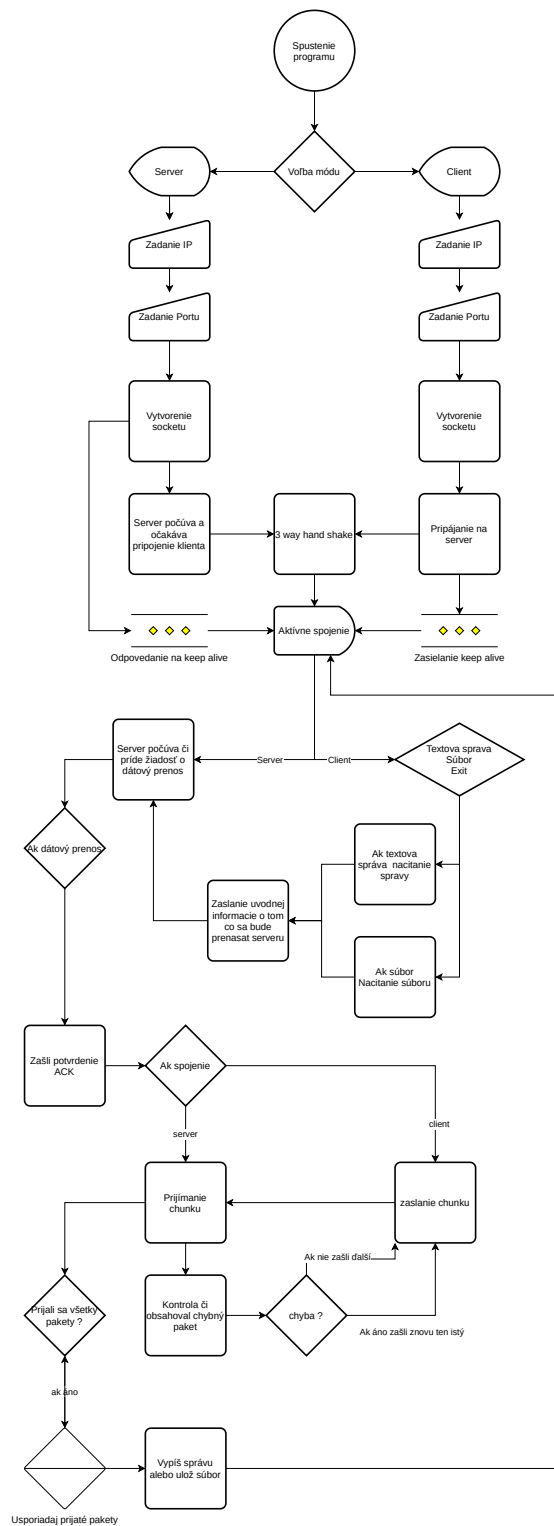 Spustenie
programu
Voľba módu
Server
Client
Zadanie IP
Zadanie IP
Zadanie Portu
Zadanie Portu
Vytvorenie
socketu
Vytvorenie
socketu
Server počúva a
očakáva
pripojenie klienta
3 way hand shake
Pripájanie na
server
Aktívne spojenie
Odpovedanie na keep alive
Zasielanie keep alive
Server počúva či
príde žiadosť o
dátový prenos
Server
Client
Textova sprava
Súbor
Exit
Ak dátový prenos
Ak textova
správa nacitanie
spravy
Zaslanie uvodnej
informacie o tom
co sa bude
prenasat serveru
Ak súbor
Nacitanie súboru
Zašli potvrdenie
ACK
Ak spojenie
server
client
Prijímanie
chunku
zaslanie chunku
Ak nie zašli ďalší
Prijali sa všetky
pakety ?
Kontrola či
obsahoval chybný
paket
chyba ?
Ak áno zašli znovu ten istý
ak áno
Vypíš správu
alebo ulož súbor
Usporiadaj prijaté pakety